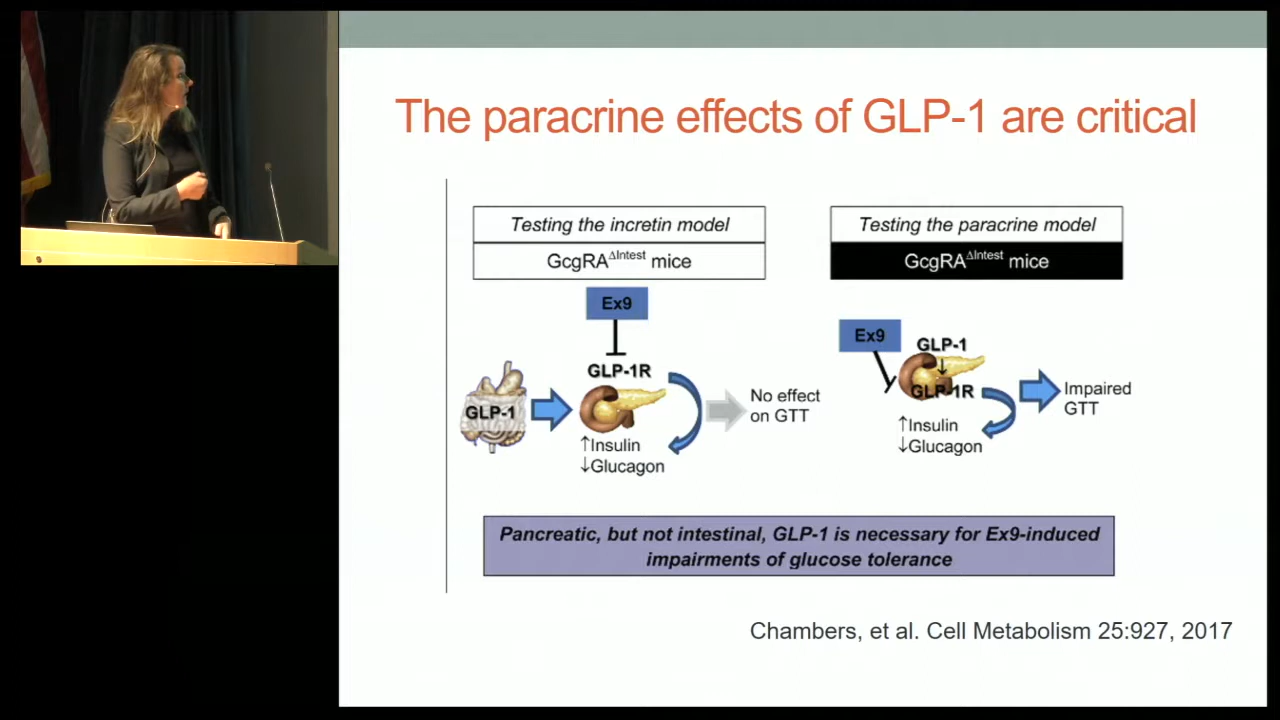 The paracrine effects of GLP-1 are critical
Testing the incretin model
GcgRA^ΔIntest mice
Ex9
GLP-1R
GLP-1
↑Insulin
↓Glucagon
No effect
on GTT
Testing the paracrine model
GcgRA^ΔIntest mice
Ex9
GLP-1
GLP-1R
↑Insulin
↓Glucagon
Impaired
GTT
Pancreatic, but not intestinal, GLP-1 is necessary for Ex9-induced
impairments of glucose tolerance
Chambers, et al. Cell Metabolism 25:927, 2017